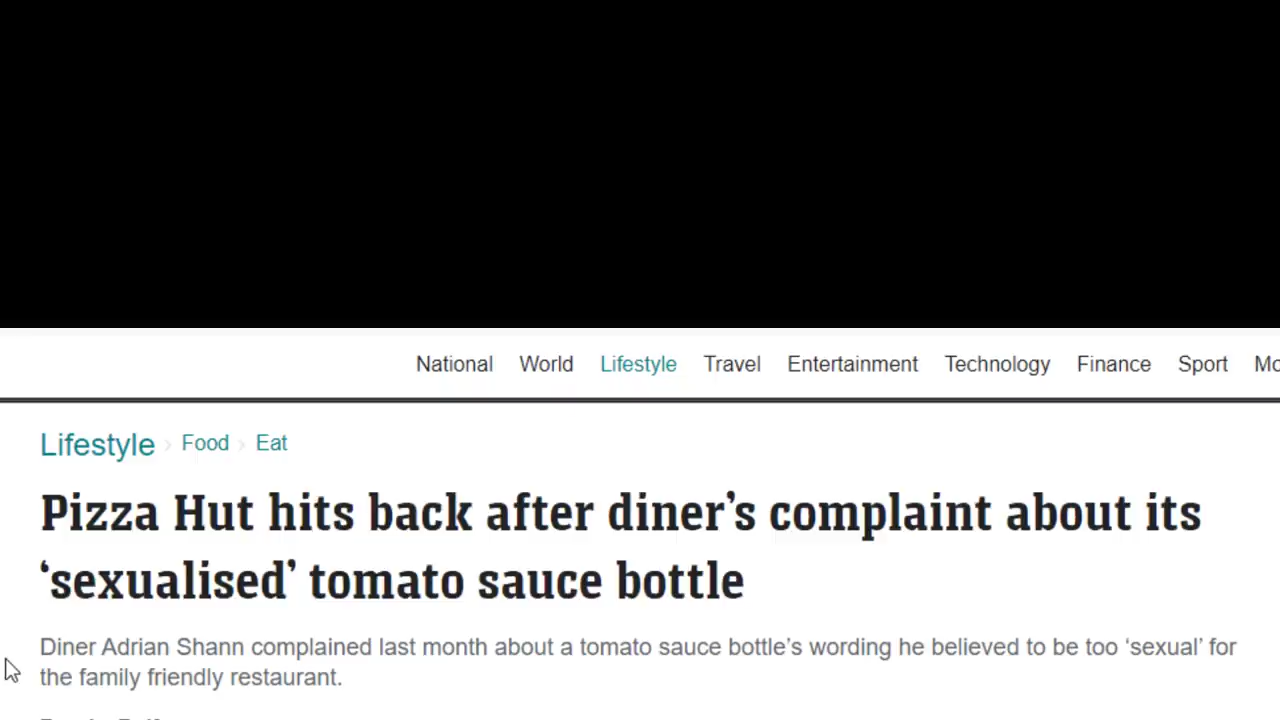 National World Lifestyle Travel Entertainment Technology Finance Sport
Lifestyle › Food › Eat
Pizza Hut hits back after diner’s complaint about its
‘sexualised’ tomato sauce bottle
Diner Adrian Shann complained last month about a tomato sauce bottle’s wording he believed to be too ‘sexual’ for
the family friendly restaurant.